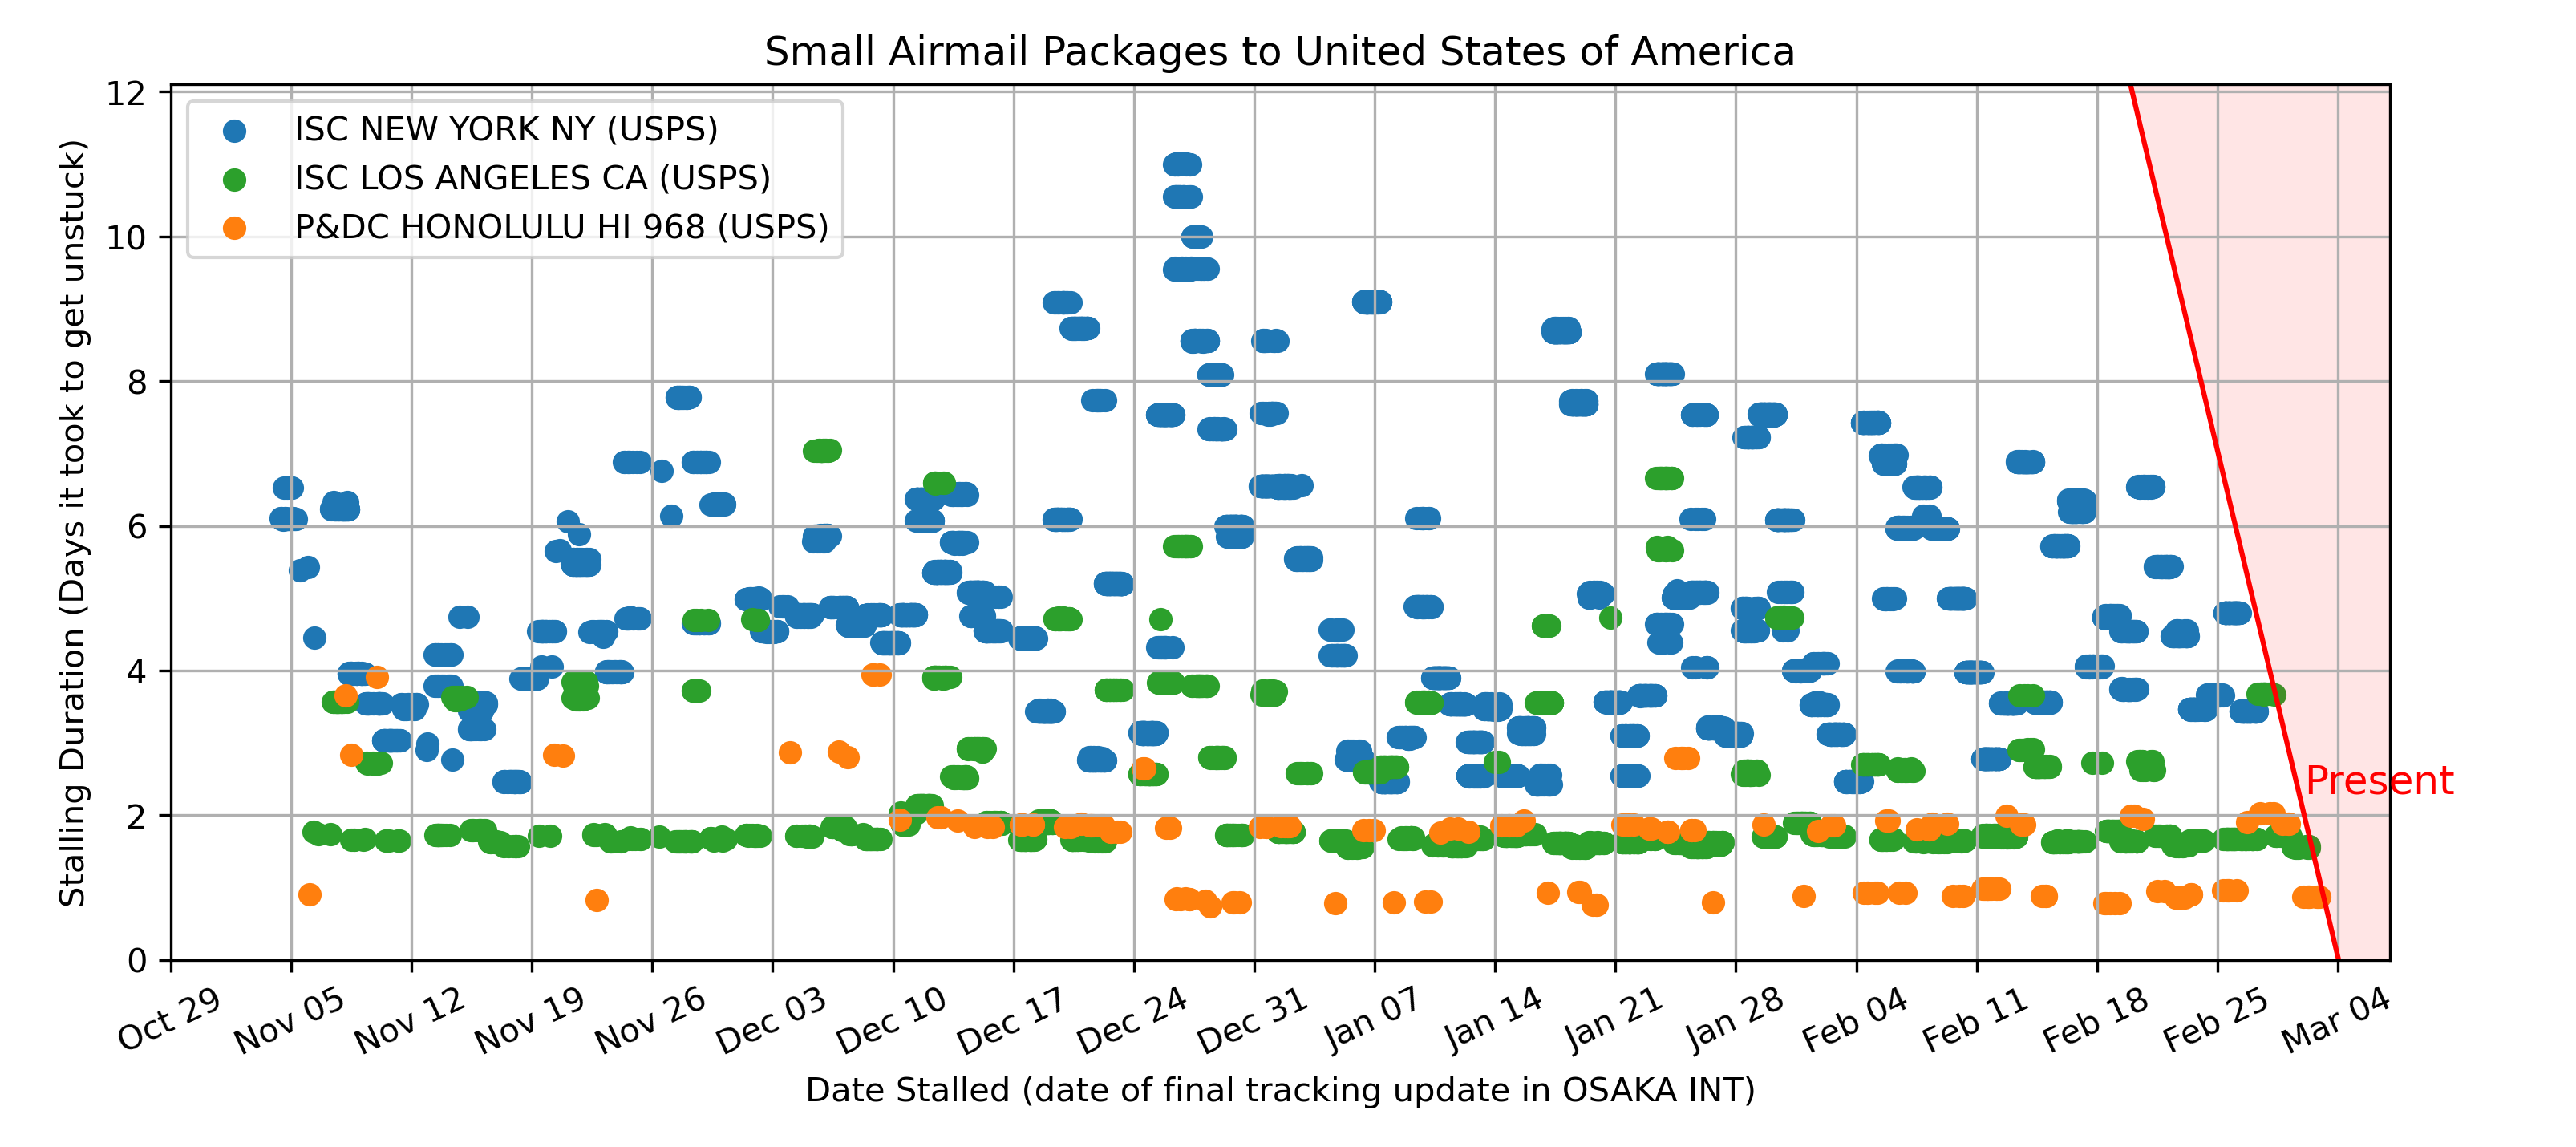 Small Airmail Packages to United States of America
Stalling Duration (Days it took to get unstuck)
12
10
8
6
4
2
0
ISC NEW YORK NY (USPS)
ISC LOS ANGELES CA (USPS)
P&DC HONOLULU HI 968 (USPS)
Present
Oct 29
Nov 05
Nov 12
Nov 19
Nov 26
Dec 03
Dec 10
Dec 17
Dec 24
Dec 31
Jan 07
Jan 14
Jan 21
Jan 28
Feb 04
Feb 11
Feb 18
Feb 25
Mar 04
Date Stalled (date of final tracking update in OSAKA INT)